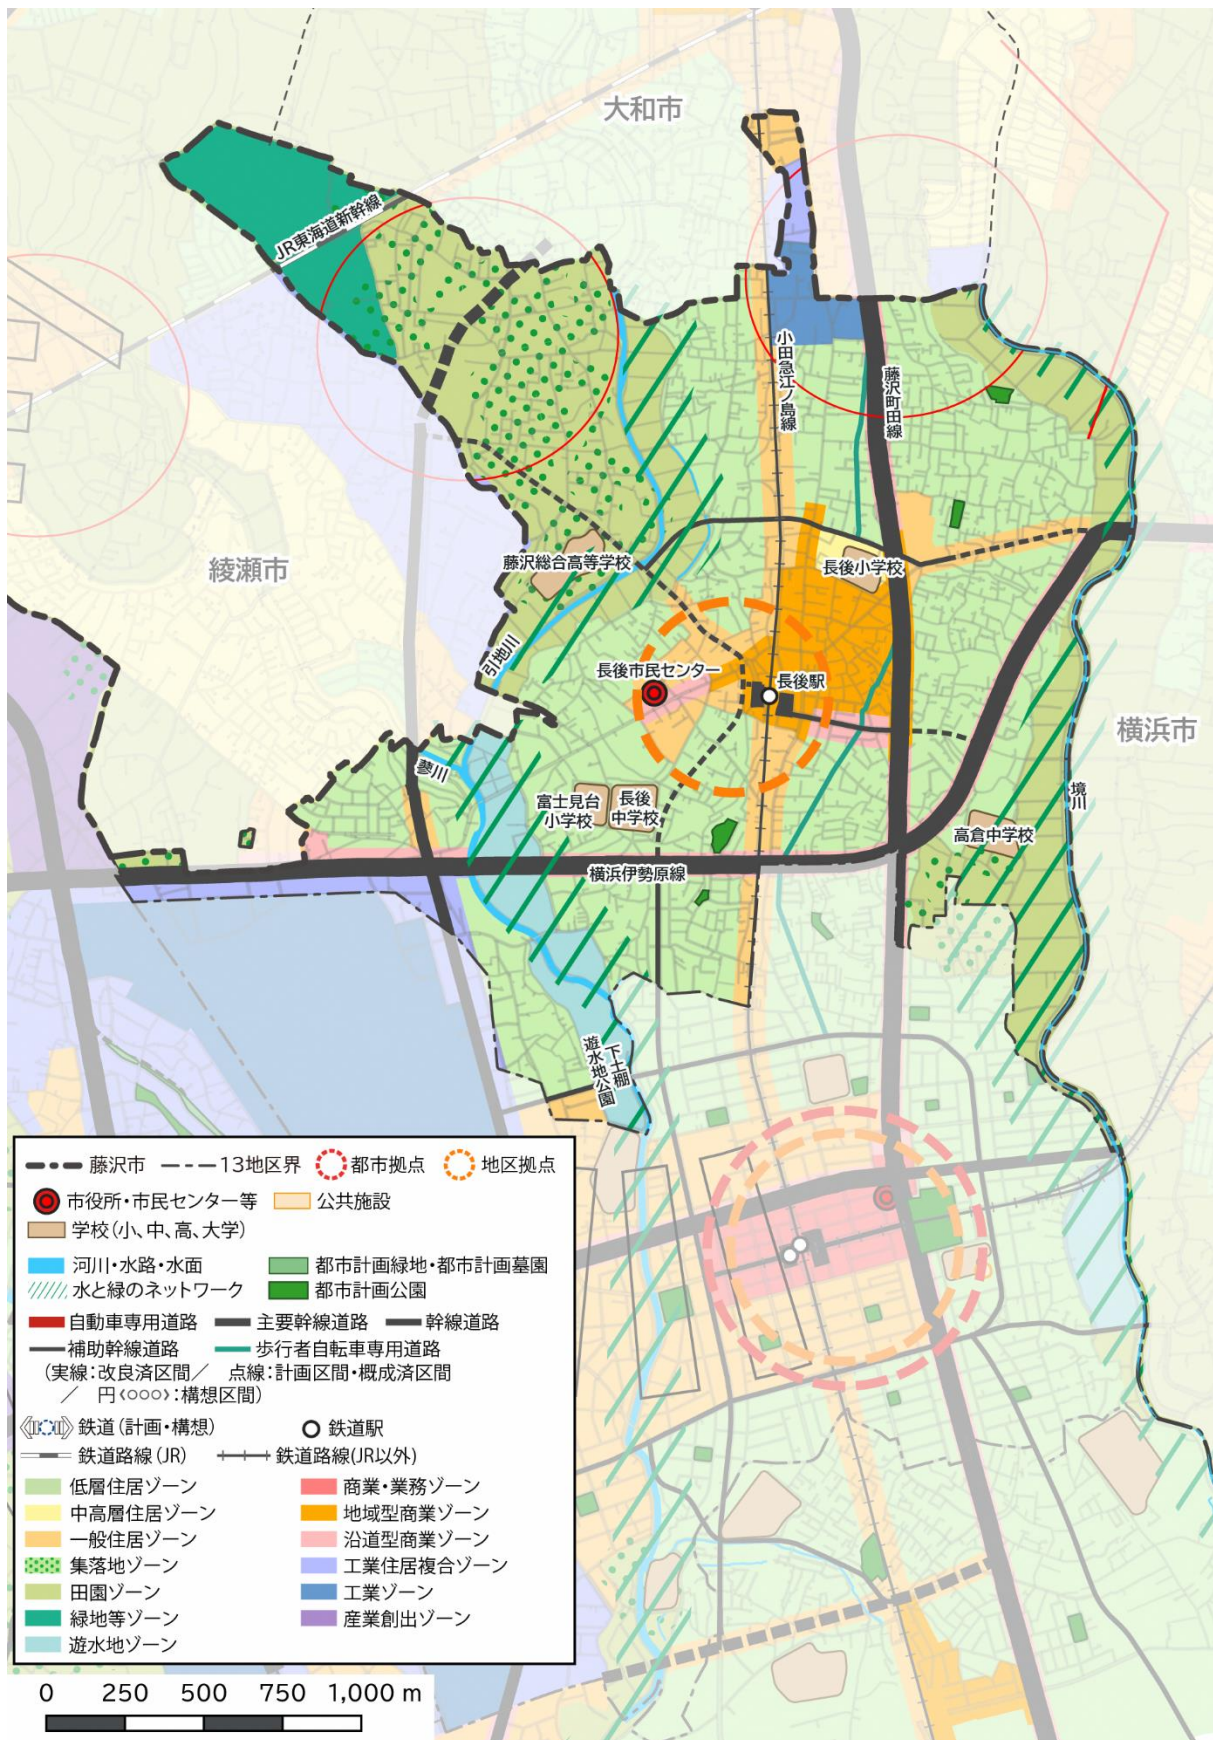 大和市
JR東海道新幹線
小田急江ノ島線
藤沢町田線
綾瀬市
藤沢総合高等学校
長後小学校
引地川
長後市民センター
長後駅
横浜市
蓼川
境川
富士見台
小学校
長後
中学校
高倉中学校
横浜伊勢原線
下土棚
遊水地公園
藤沢市
13地区界
都市拠点
地区拠点
市役所・市民センター等
公共施設
学校(小、中、高、大学)
河川・水路・水面
都市計画緑地・都市計画墓園
水と緑のネットワーク
都市計画公園
自動車専用道路
主要幹線道路
幹線道路
補助幹線道路
歩行者自転車専用道路
(実線:改良済区間/ 点線:計画区間・概成済区間
/ 円〈○○○〉:構想区間)
鉄道(計画・構想)
鉄道駅
鉄道路線(JR)
鉄道路線(JR以外)
低層住居ゾーン
商業・業務ゾーン
中高層住居ゾーン
地域型商業ゾーン
一般住居ゾーン
沿道型商業ゾーン
集落地ゾーン
工業住居複合ゾーン
田園ゾーン
工業ゾーン
緑地等ゾーン
産業創出ゾーン
遊水地ゾーン
0 250 500 750 1,000 m